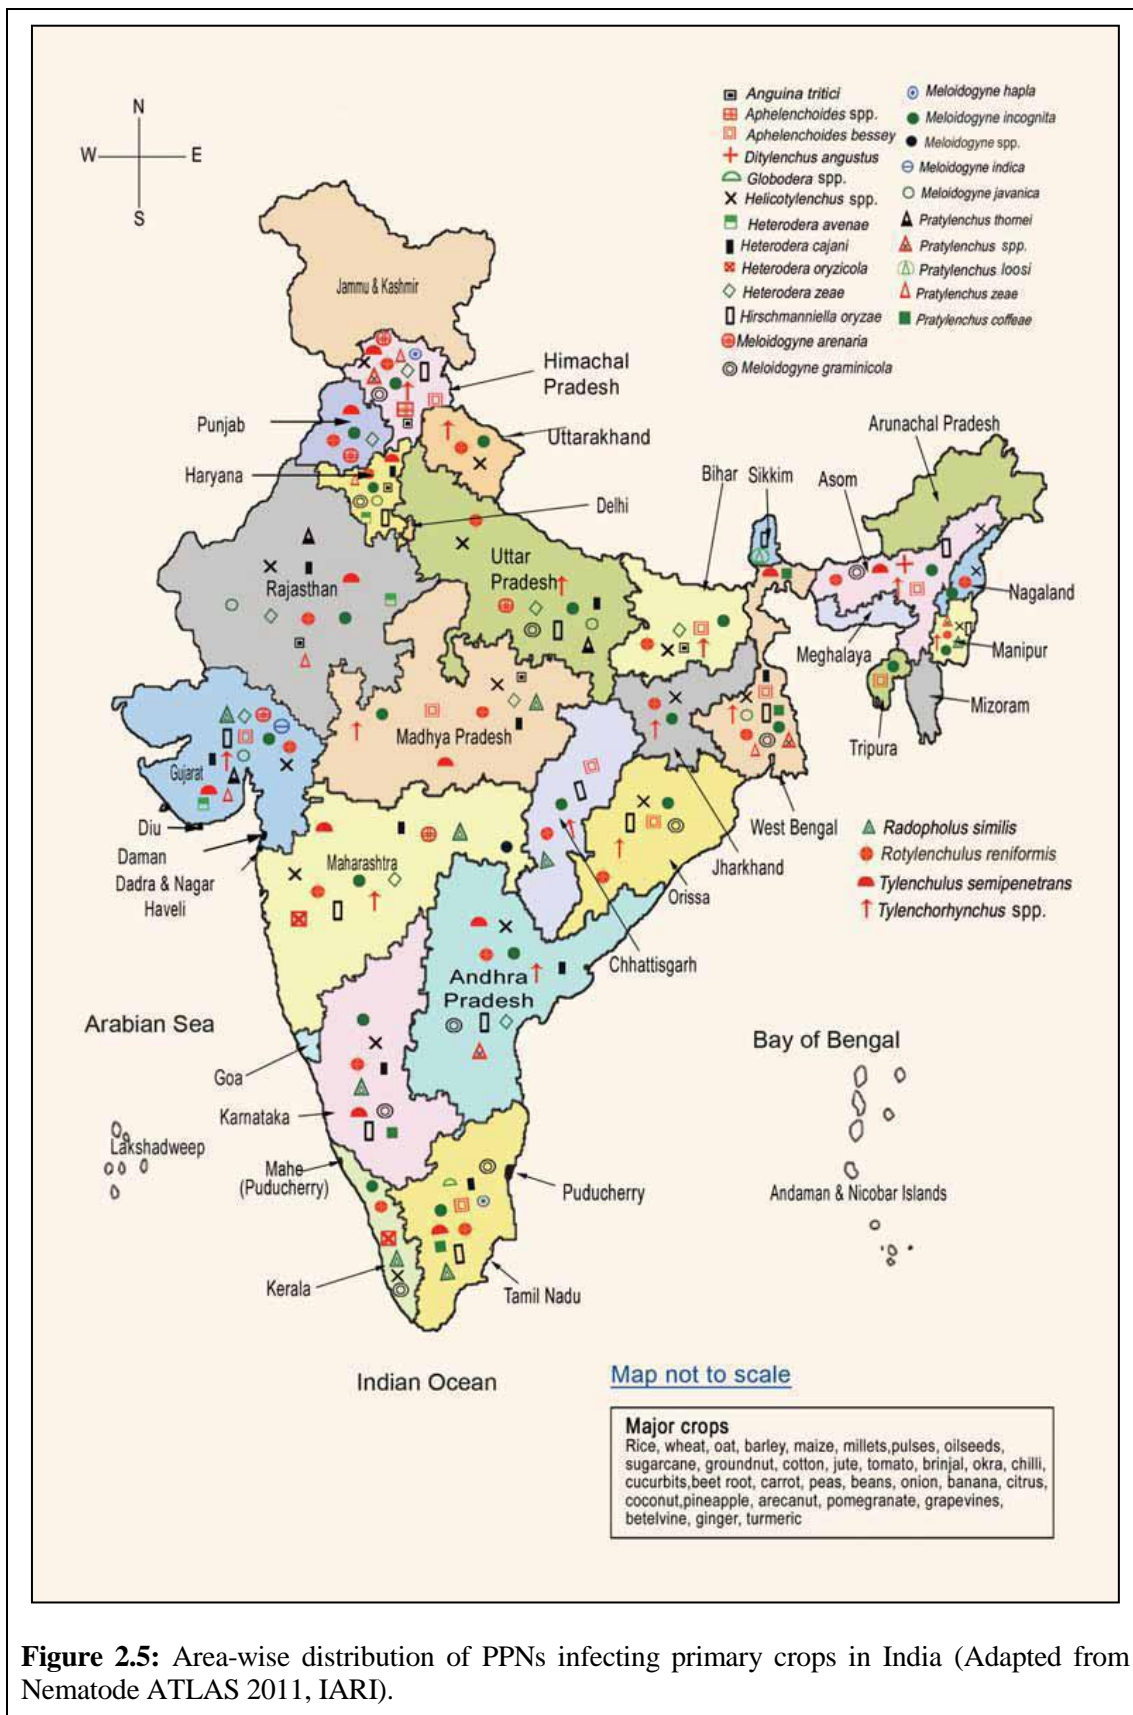 N
W
E
S
Anguina tritici
Aphelenchoides spp.
Aphelenchoides bessey
Ditylenchus angustus
Globodera spp.
Helicotylenchus spp.
Heterodera avenae
Heterodera cajani
Heterodera oryzicola
Heterodera zeae
Hirschmanniella oryzae
Meloidogyne arenaria
Meloidogyne graminicola
Meloidogyne hapla
Meloidogyne incognita
Meloidogyne spp.
Meloidogyne indica
Meloidogyne javanica
Pratylenchus thornei
Pratylenchus spp.
Pratylenchus loosi
Pratylenchus zeae
Pratylenchus coffeae
Jammu & Kashmir
Himachal
Pradesh
Punjab
Uttarakhand
Haryana
Delhi
Arunachal Pradesh
Bihar
Sikkim
Asom
Uttar
Pradesh
Rajasthan
Nagaland
Meghalaya
Manipur
Mizoram
Tripura
Madhya Pradesh
Gujarat
Diu
Daman
Dadra & Nagar
Haveli
Maharashtra
West Bengal
Jharkhand
Orissa
Chhattisgarh
Radopholus similis
Rotylenchulus reniformis
Tylenchulus semipenetrans
Tylenchorhynchus spp.
Andhra
Pradesh
Arabian Sea
Bay of Bengal
Goa
Karnataka
Lakshadweep
Mahe
(Puducherry)
Puducherry
Andaman & Nicobar Islands
Kerala
Tamil Nadu
Indian Ocean
Map not to scale
Major crops
Rice, wheat, oat, barley, maize, millets,pulses, oilseeds,
sugarcane, groundnut, cotton, jute, tomato, brinjal, okra, chilli,
cucurbits,beet root, carrot, peas, beans, onion, banana, citrus,
coconut,pineapple, arecanut, pomegranate, grapevines,
betelvine, ginger, turmeric
Figure 2.5: Area-wise distribution of PPNs infecting primary crops in India (Adapted from
Nematode ATLAS 2011, IARI).